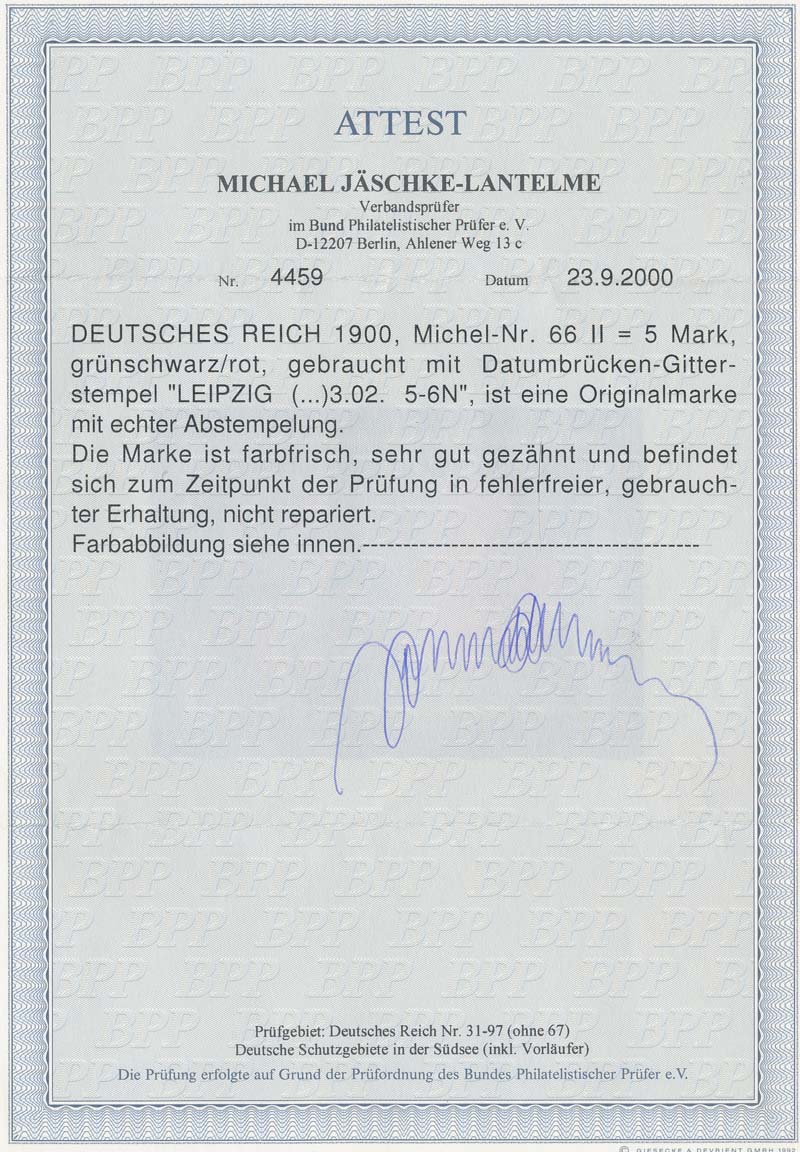 ATTEST
MICHAEL JÄSCHKE-LANTELME
Verbandsprüfer
im Bund Philatelistischer Prüfer e. V.
D-12207 Berlin, Ahlener Weg 13 c
Nr. 4459 Datum 23.9.2000
DEUTSCHES REICH 1900, Michel-Nr. 66 II = 5 Mark,
grünschwarz/rot, gebraucht mit Datumbrücken-Gitter-
stempel "LEIPZIG (...)3.02. 5-6N", ist eine Originalmarke
mit echter Abstempelung.
Die Marke ist farbfrisch, sehr gut gezähnt und befindet
sich zum Zeitpunkt der Prüfung in fehlerfreier, gebrauch-
ter Erhaltung, nicht repariert.
Farbabbildung siehe innen.-----------------------------------------
Prüfgebiet: Deutsches Reich Nr. 31-97 (ohne 67)
Deutsche Schutzgebiete in der Südsee (inkl. Vorläufer)
Die Prüfung erfolgte auf Grund der Prüfordnung des Bundes Philatelistischer Prüfer e.V.
© GIESECKE & DEVRIENT GMBH 1992